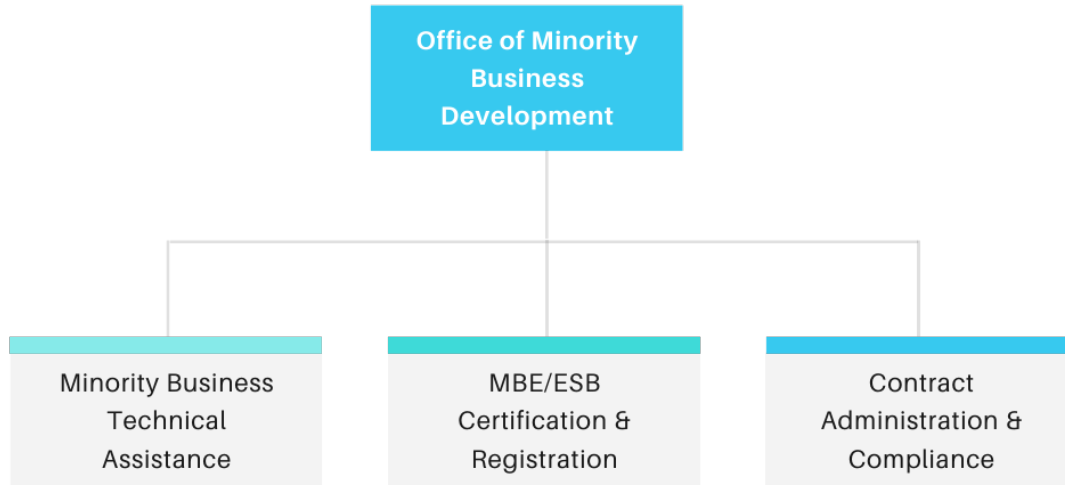 Office of Minority
Business
Development
Minority Business
Technical
Assistance
MBE/ESB
Certification &
Registration
Contract
Administration &
Compliance